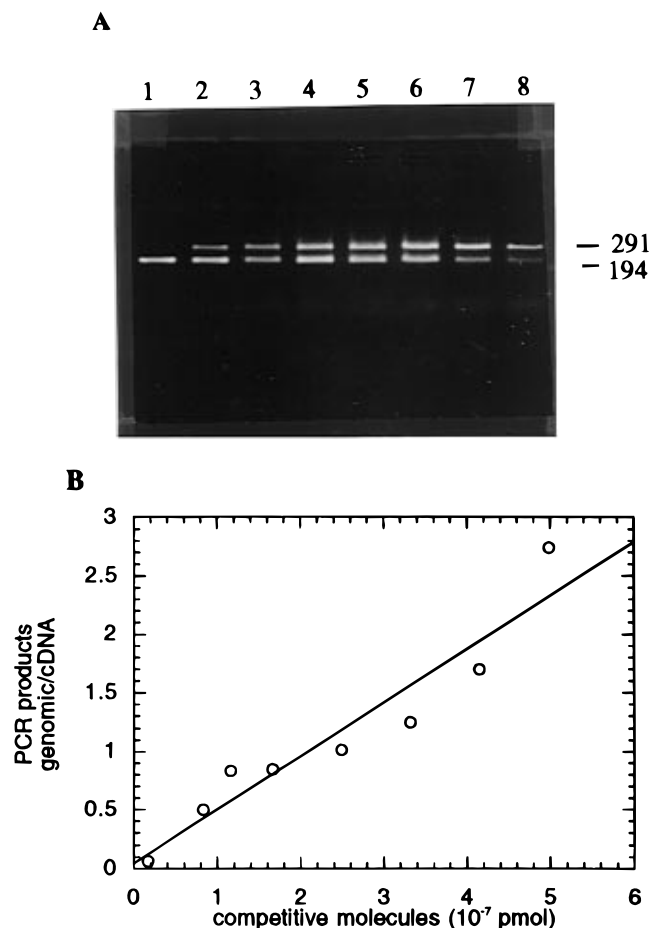 A
1 2 3 4 5 6 7 8
291
194
B
3
2.5
2
1.5
1
0.5
0
PCR products
genomic/cDNA
0 1 2 3 4 5 6
competitive molecules (10⁻⁷ pmol)